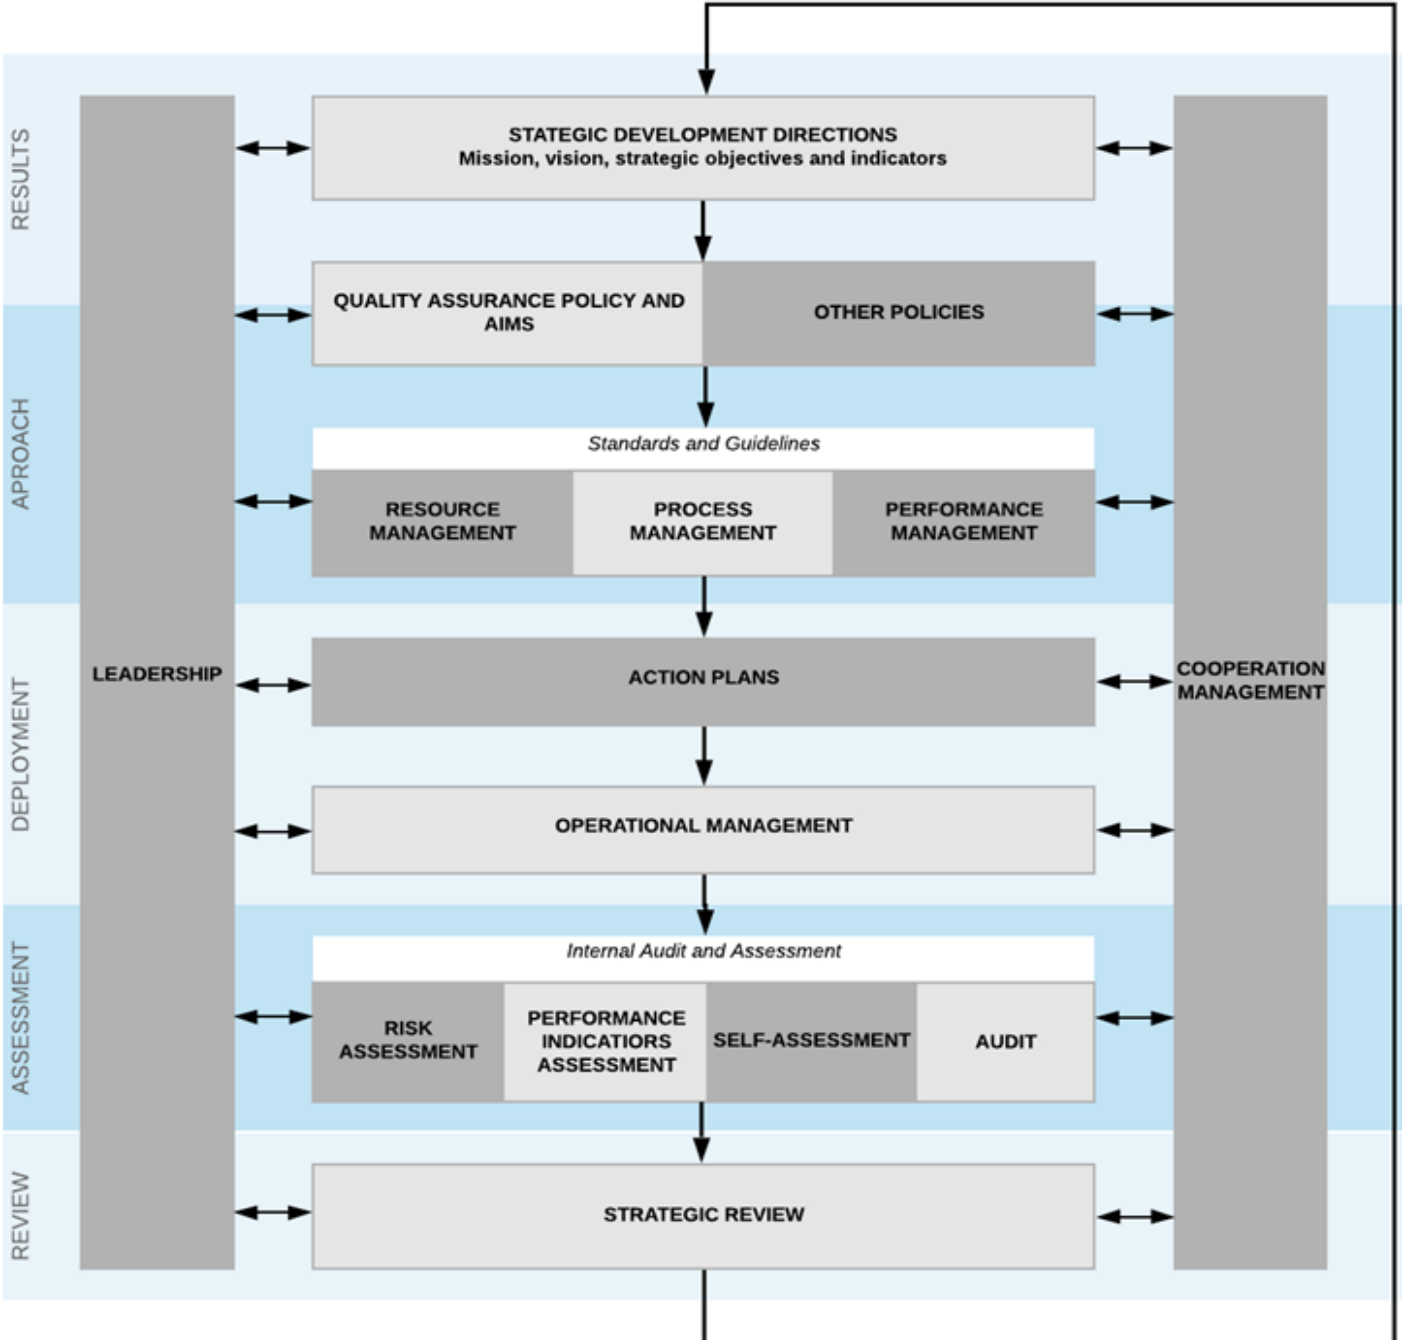 RESULTS
STATEGIC DEVELOPMENT DIRECTIONS
Mission, vision, strategic objectives and indicators
QUALITY ASSURANCE POLICY AND
AIMS
OTHER POLICIES
APROACH
Standards and Guidelines
RESOURCE
MANAGEMENT
PROCESS
MANAGEMENT
PERFORMANCE
MANAGEMENT
LEADERSHIP
COOPERATION
MANAGEMENT
DEPLOYMENT
ACTION PLANS
OPERATIONAL MANAGEMENT
ASSESSMENT
Internal Audit and Assessment
RISK
ASSESSMENT
PERFORMANCE
INDICATIORS
ASSESSMENT
SELF-ASSESSMENT
AUDIT
REVIEW
STRATEGIC REVIEW